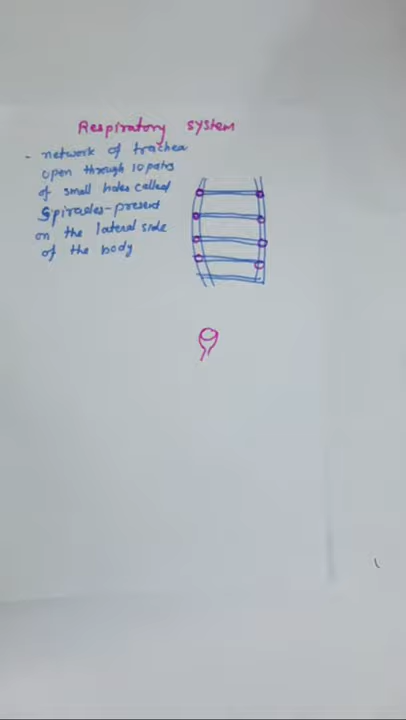 Respiratory system
- network of trachea
open through 10 pairs
of small holes called
Spiracles - present
on the lateral side
of the body